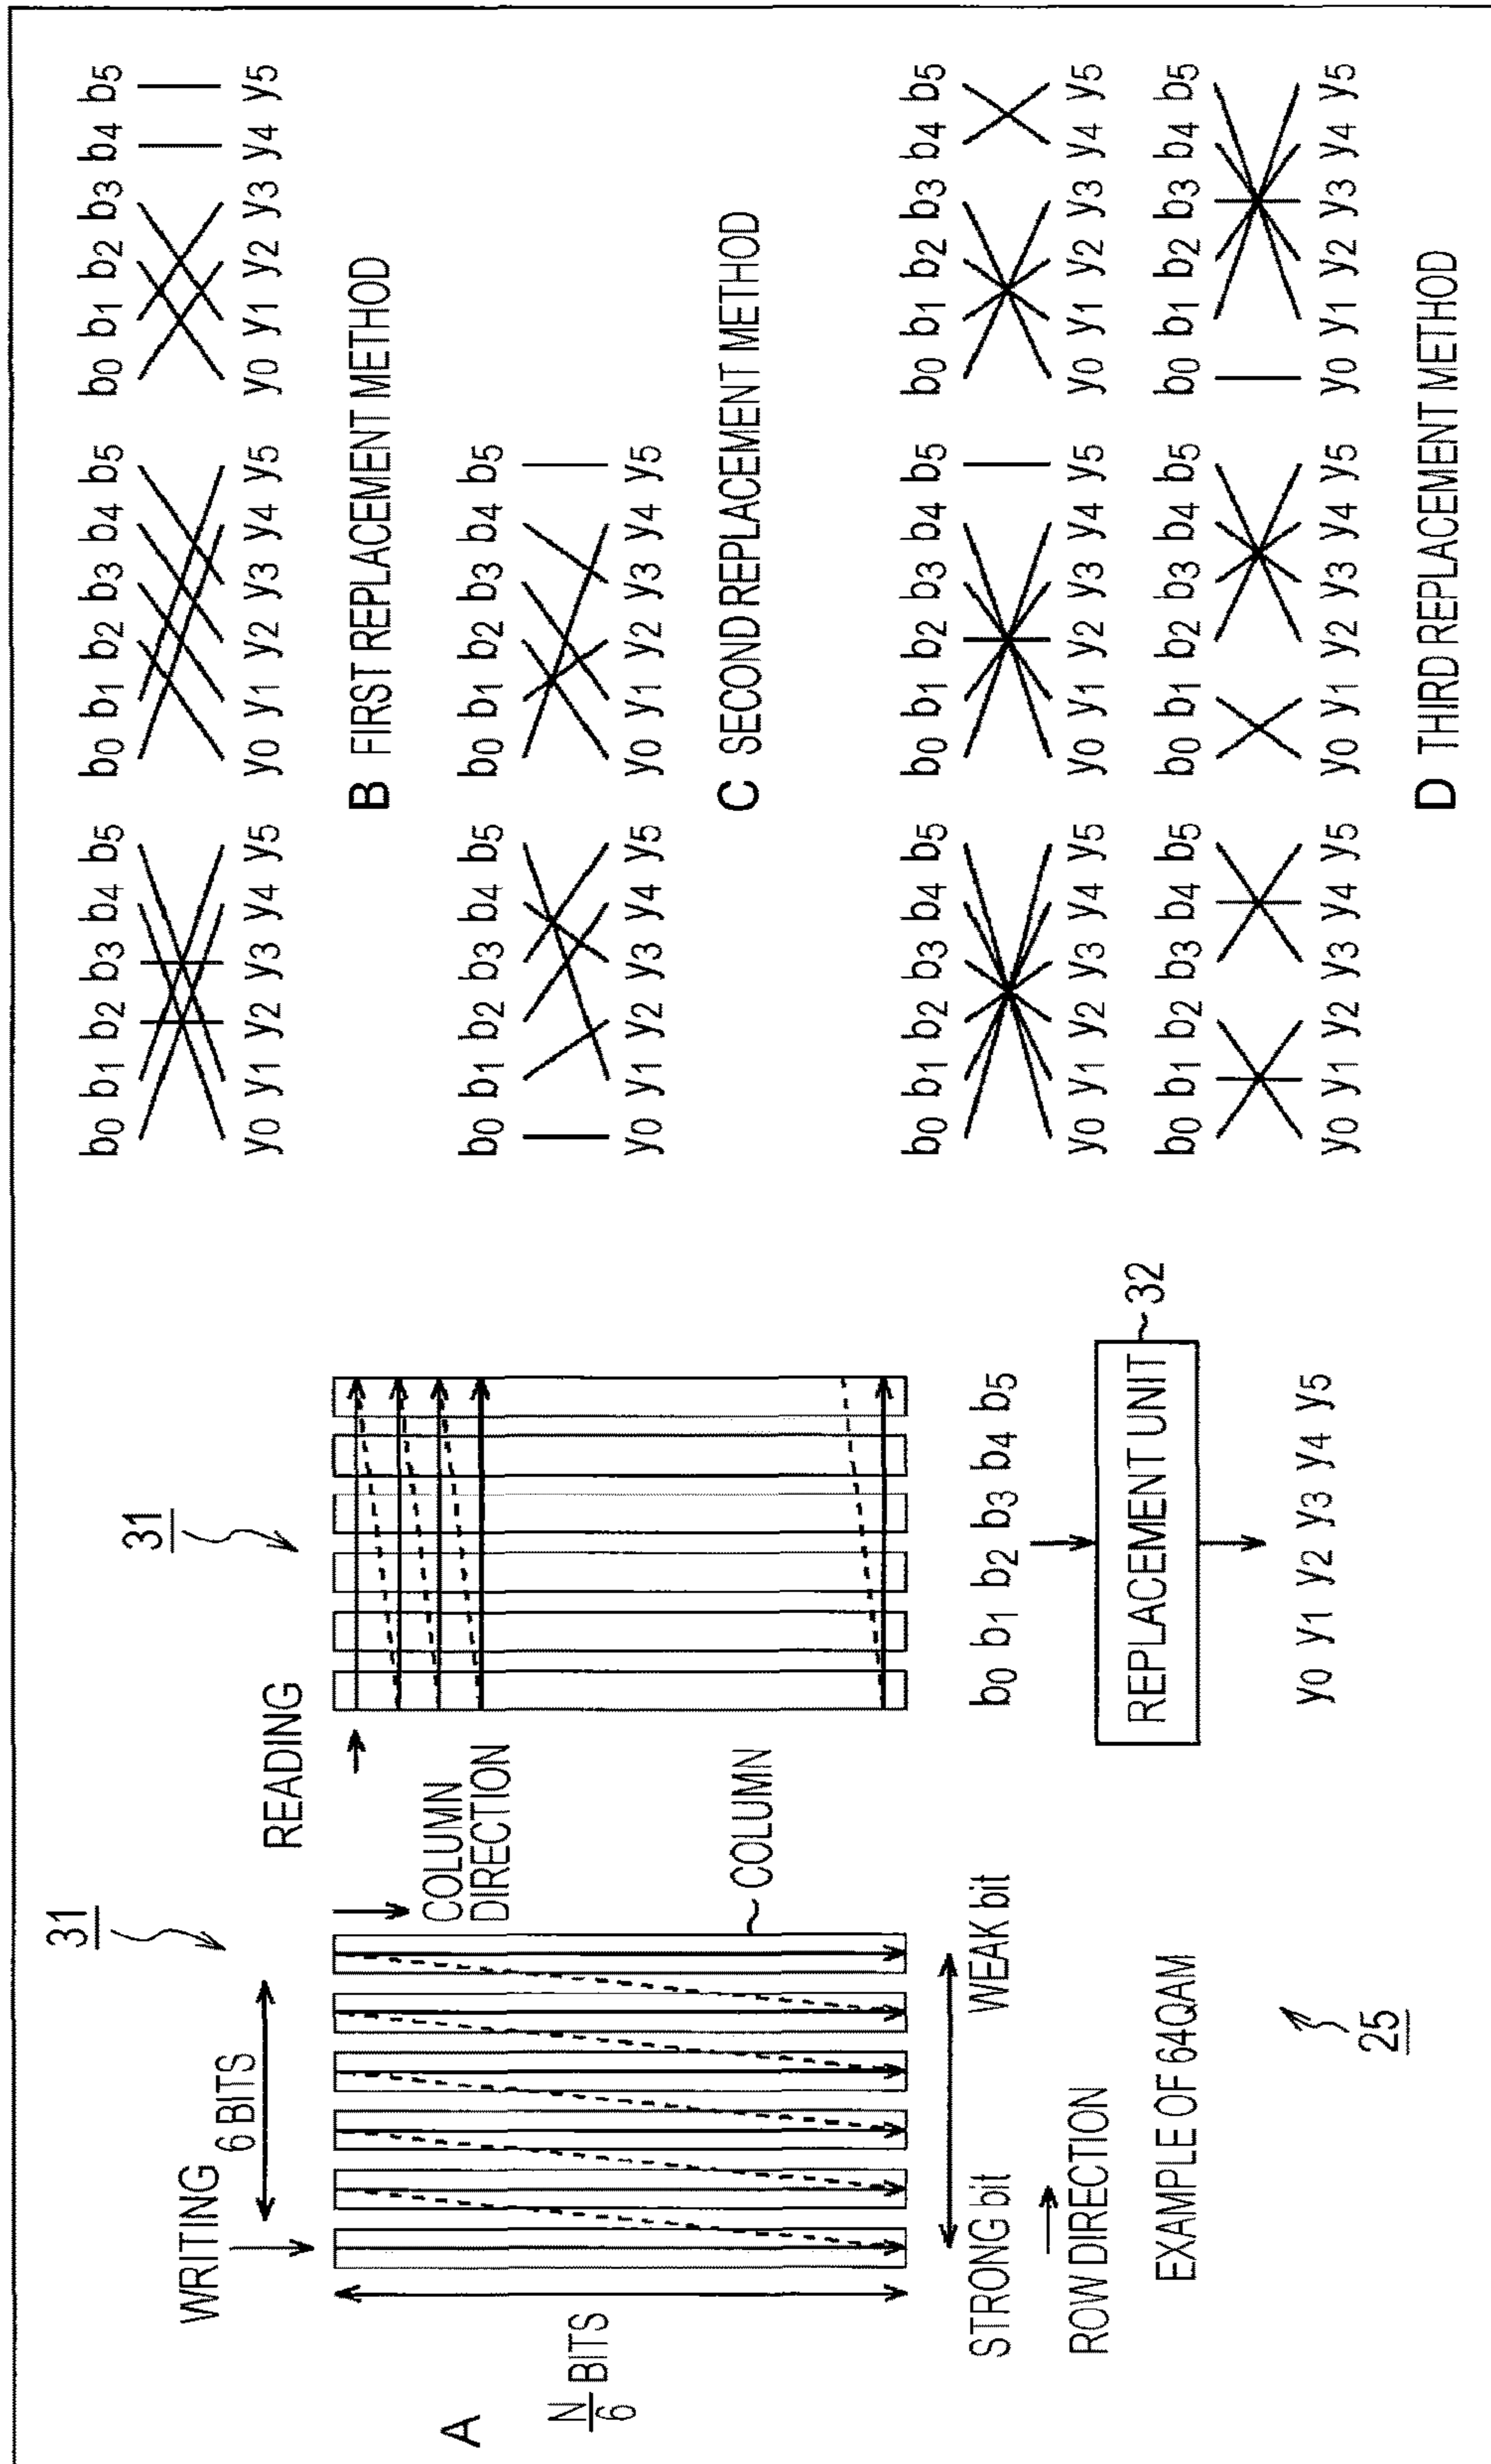 A
WRITING
6 BITS
31
N/6 BITS
COLUMN
DIRECTION
COLUMN
STRONG bit
WEAK bit
ROW DIRECTION
EXAMPLE OF 64QAM
25
READING
31
b0 b1 b2 b3 b4 b5
REPLACEMENT UNIT
32
y0 y1 y2 y3 y4 y5
b0 b1 b2 b3 b4 b5 b0 b1 b2 b3 b4 b5 b0 b1 b2 b3 b4 b5
y0 y1 y2 y3 y4 y5 y0 y1 y2 y3 y4 y5 y0 y1 y2 y3 y4 y5
B FIRST REPLACEMENT METHOD
b0 b1 b2 b3 b4 b5 b0 b1 b2 b3 b4 b5
y0 y1 y2 y3 y4 y5 y0 y1 y2 y3 y4 y5
C SECOND REPLACEMENT METHOD
b0 b1 b2 b3 b4 b5 b0 b1 b2 b3 b4 b5 b0 b1 b2 b3 b4 b5
y0 y1 y2 y3 y4 y5 y0 y1 y2 y3 y4 y5 y0 y1 y2 y3 y4 y5
b0 b1 b2 b3 b4 b5 b0 b1 b2 b3 b4 b5 b0 b1 b2 b3 b4 b5
y0 y1 y2 y3 y4 y5 y0 y1 y2 y3 y4 y5 y0 y1 y2 y3 y4 y5
D THIRD REPLACEMENT METHOD